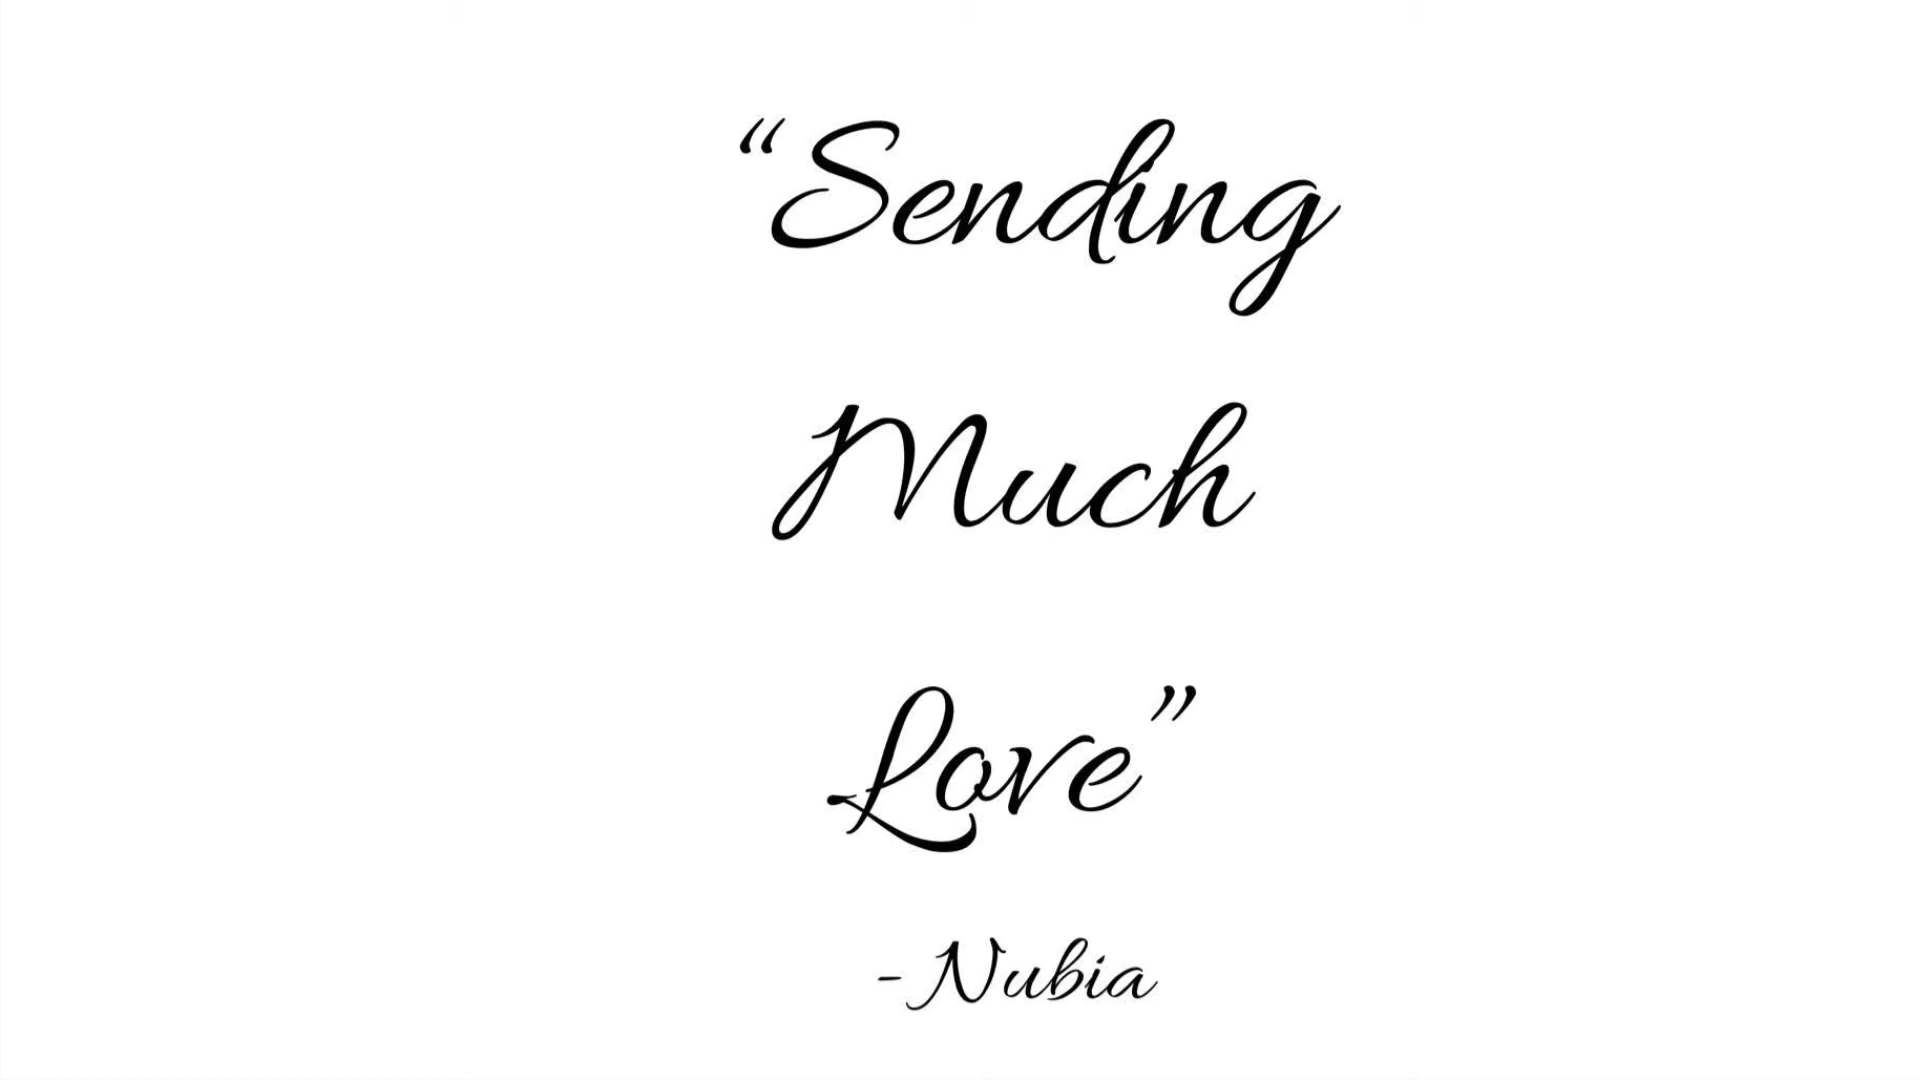 “Sending
Much
Love”
- Nubia